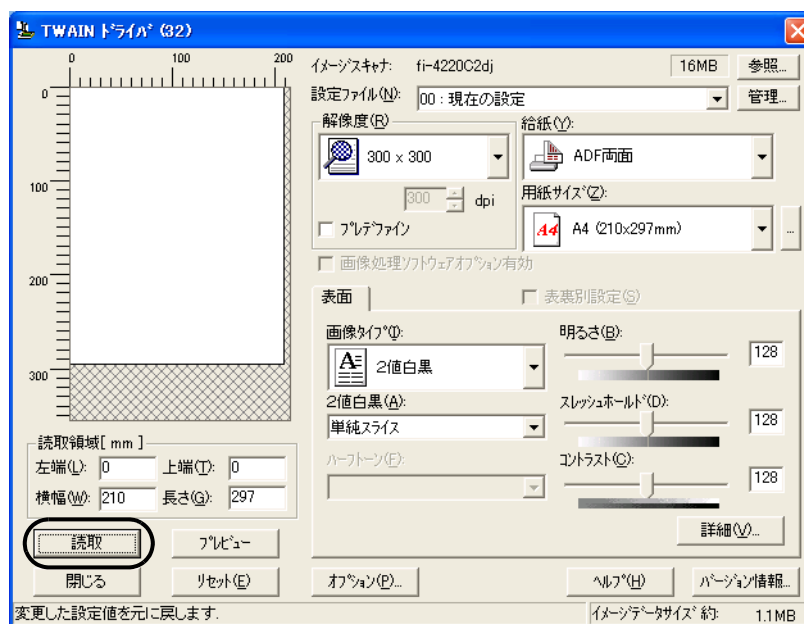 TWAIN ﾄﾞﾗｲﾊﾞ (32)
0 100 200
0
100
200
300
ｲﾒｰｼﾞｽｷｬﾅ: fi-4220C2dj 16MB 参照...
設定ﾌｧｲﾙ(N): 00 : 現在の設定 管理...
解像度(R)
300 x 300
300 dpi
ﾌﾟﾚﾃﾞﾌｧｲﾝ
給紙(Y):
ADF両面
用紙ｻｲｽﾞ(Z):
A4 A4 (210x297mm) ...
画像処理ｿﾌﾄｳｪｱｵﾌﾟｼｮﾝ有効
表面
表裏別設定(S)
画像ﾀｲﾌﾟ(I):
A 2値白黒
2値白黒(A):
単純ｽﾗｲｽ
ﾊｰﾌﾄｰﾝ(F):
明るさ(B):
128
ｽﾚｯｼｭﾎｰﾙﾄﾞ(D):
128
ｺﾝﾄﾗｽﾄ(C):
128
詳細(V)...
読取領域[ mm ]
左端(L): 0 上端(T): 0
横幅(W): 210 長さ(G): 297
読取 ﾌﾟﾚﾋﾞｭｰ
閉じる ﾘｾｯﾄ(E) ｵﾌﾟｼｮﾝ(P)... ﾍﾙﾌﾟ(H) ﾊﾞｰｼﾞｮﾝ情報...
変更した設定値を元に戻します. ｲﾒｰｼﾞﾃﾞｰﾀｻｲｽﾞ 約: 1.1MB